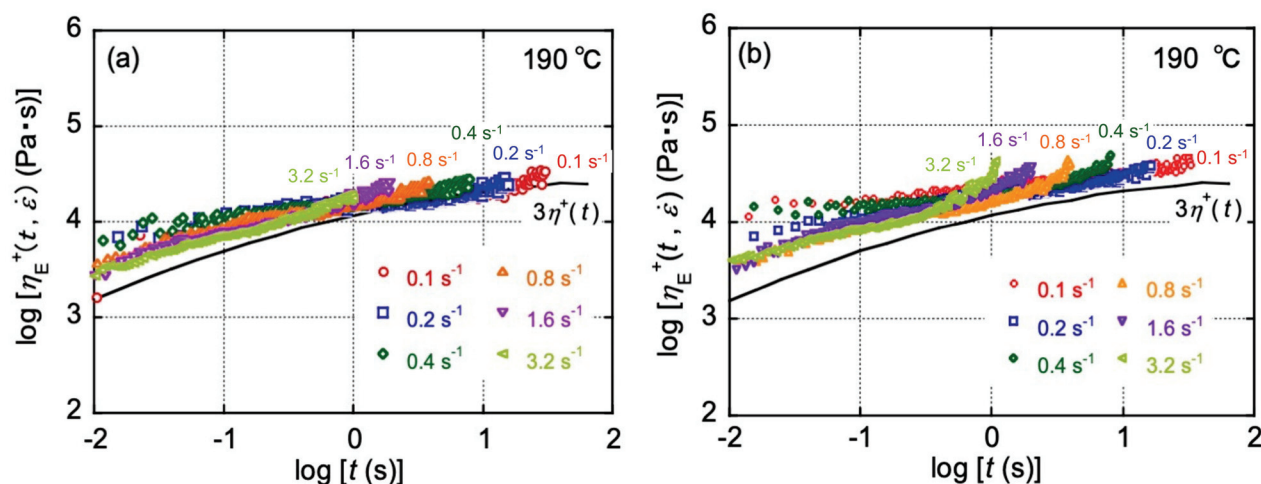 (a)
190 °C
log [η_E^+(t, ε̇) (Pa·s)]
6
5
4
3
2
3.2 s⁻¹
1.6 s⁻¹
0.8 s⁻¹
0.4 s⁻¹
0.2 s⁻¹
0.1 s⁻¹
3η⁺(t)
0.1 s⁻¹ 0.8 s⁻¹
0.2 s⁻¹ 1.6 s⁻¹
0.4 s⁻¹ 3.2 s⁻¹
-2 -1 0 1 2
log [t (s)]
(b)
190 °C
log [η_E^+(t, ε̇) (Pa·s)]
6
5
4
3
2
3.2 s⁻¹
1.6 s⁻¹
0.8 s⁻¹
0.4 s⁻¹
0.2 s⁻¹
0.1 s⁻¹
3η⁺(t)
0.1 s⁻¹ 0.8 s⁻¹
0.2 s⁻¹ 1.6 s⁻¹
0.4 s⁻¹ 3.2 s⁻¹
-2 -1 0 1 2
log [t (s)]